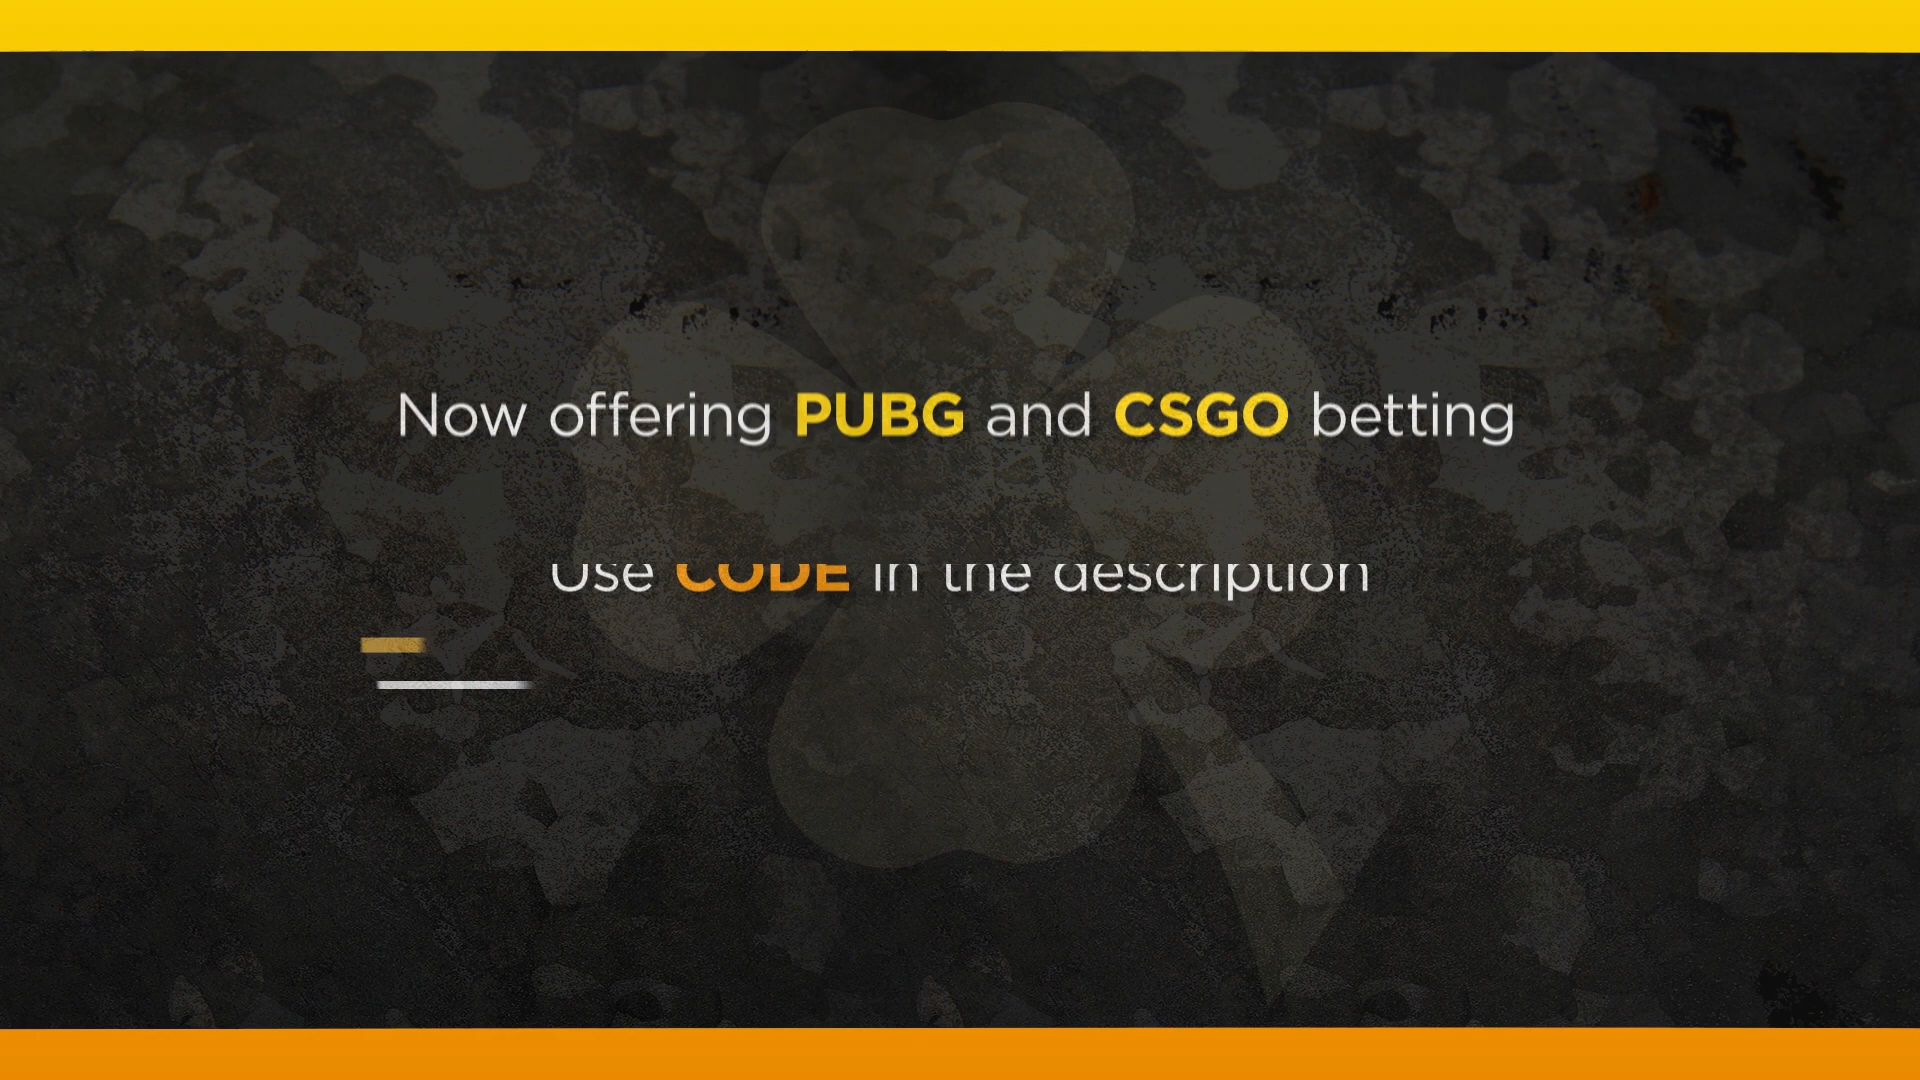 Now offering PUBG and CSGO betting
Use CODE in the description